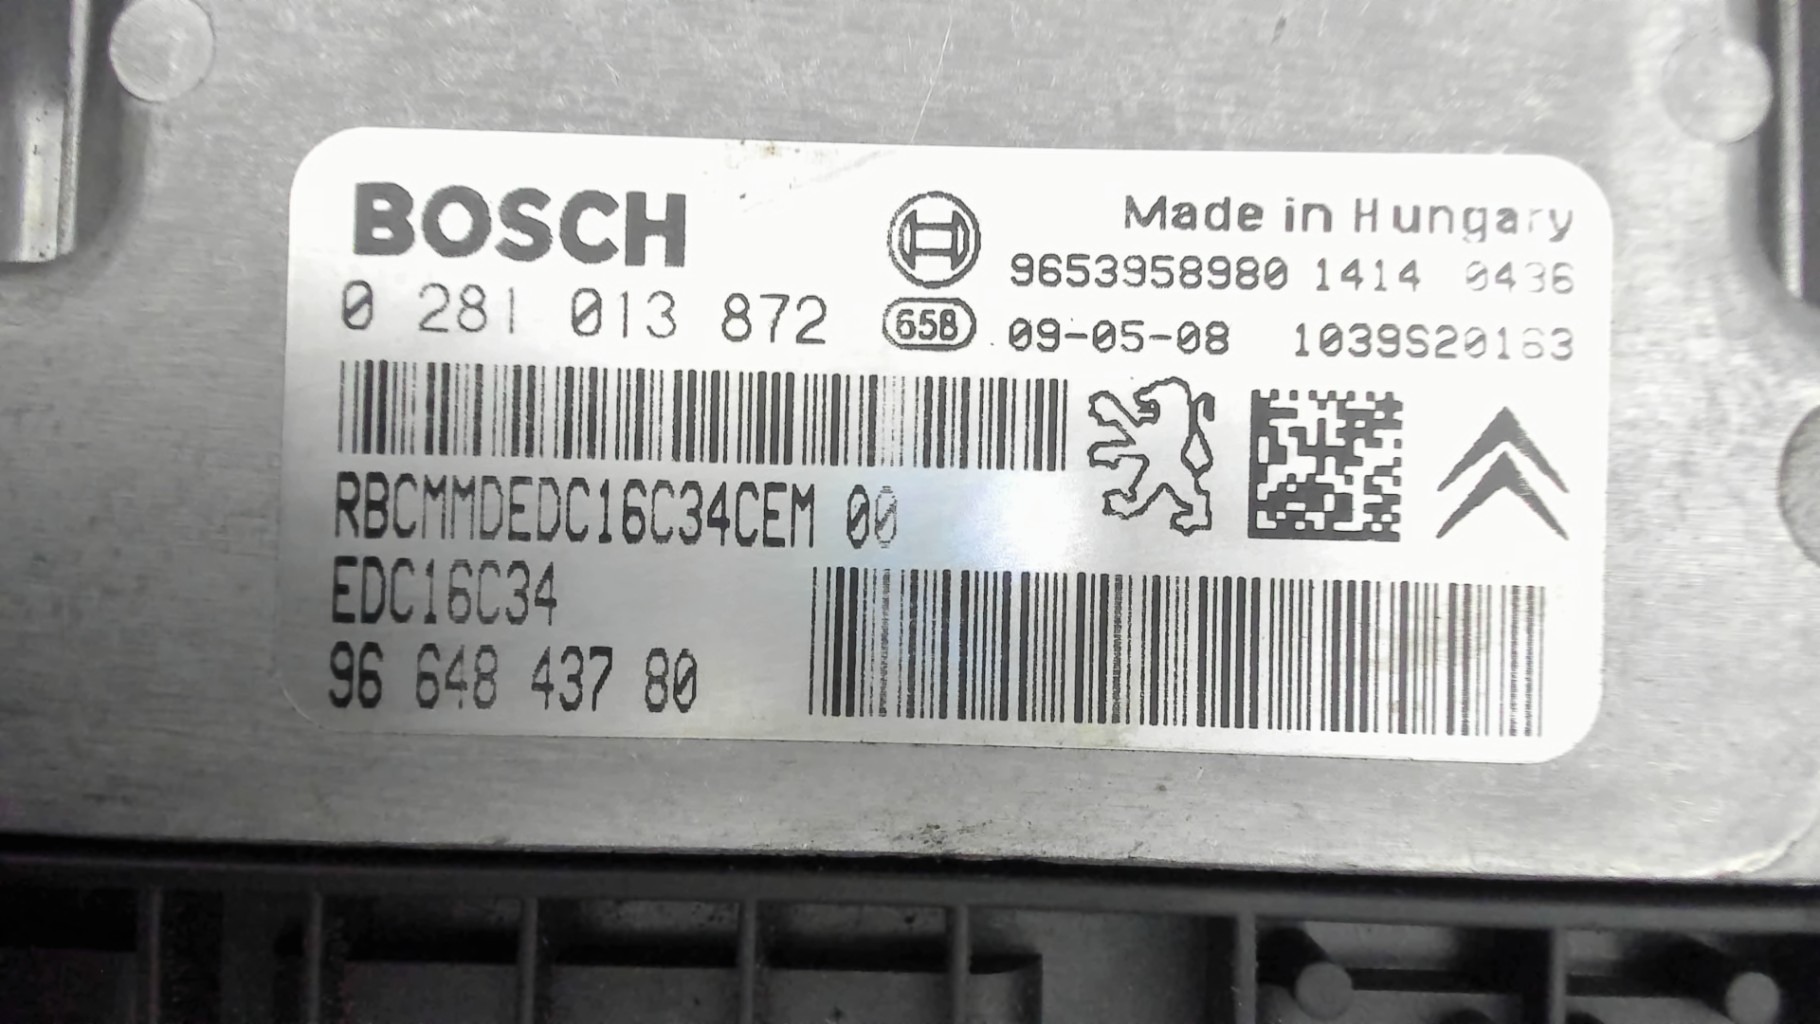 BOSCH
Made in Hungary
9653958980 1414 0436
0 281 013 872
658
09-05-08 1039S20163
RBCMMDEDC16C34CEM 00
EDC16C34
96 648 437 80